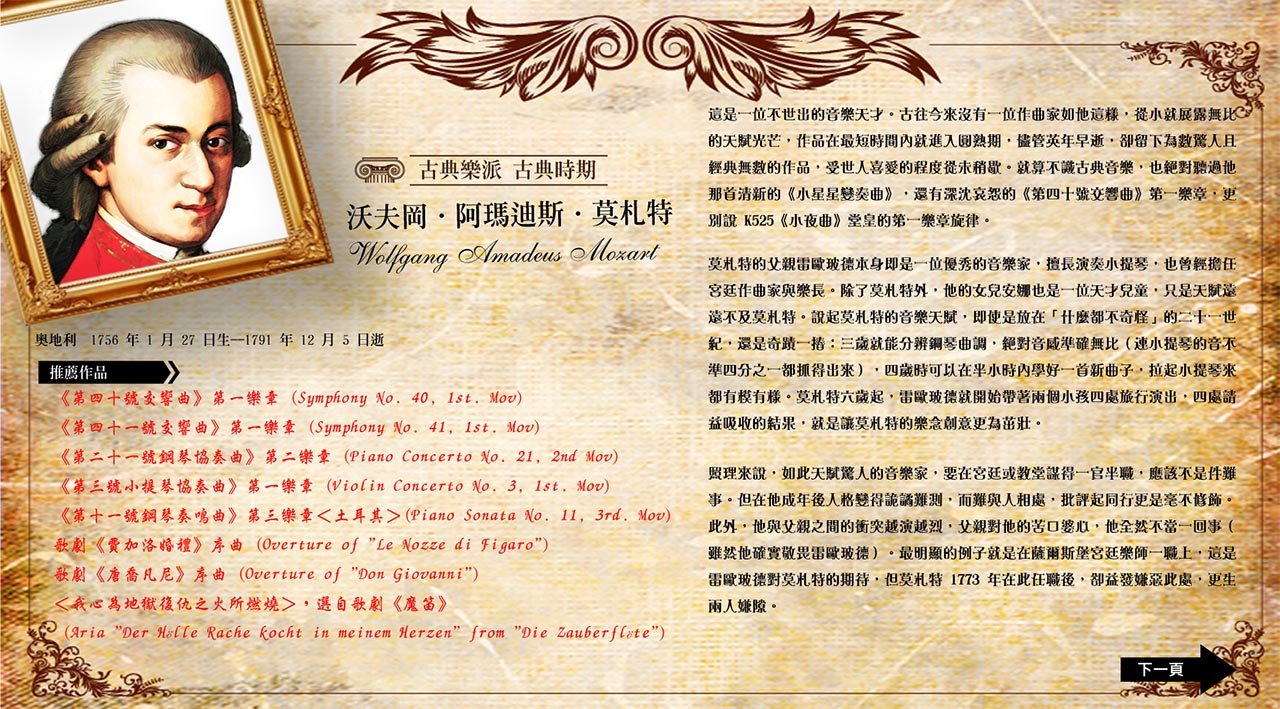 古典樂派 古典時期
沃夫岡・阿瑪迪斯・莫札特
Wolfgang Amadeus Mozart
奧地利 1756 年 1 月 27 日生—1791 年 12 月 5 日逝
推薦作品
《第四十號交響曲》第一樂章 (Symphony No. 40, 1st. Mov)
《第四十一號交響曲》第一樂章 (Symphony No. 41, 1st. Mov)
《第二十一號鋼琴協奏曲》第二樂章 (Piano Concerto No. 21, 2nd Mov)
《第三號小提琴協奏曲》第一樂章 (Violin Concerto No. 3, 1st. Mov)
《第十一號鋼琴奏鳴曲》第三樂章<土耳其>(Piano Sonata No. 11, 3rd. Mov)
歌劇《費加洛婚禮》序曲 (Overture of "Le Nozze di Figaro")
歌劇《唐喬凡尼》序曲 (Overture of "Don Giovanni")
<我心為地獄復仇之火所燃燒>,選自歌劇《魔笛》
(Aria "Der Hölle Rache kocht in meinem Herzen" from "Die Zauberflöte")
這是一位不世出的音樂天才。古往今來沒有一位作曲家如他這樣,從小就展露無比
的天賦光芒,作品在最短時間內就進入圓熟期,儘管英年早逝,卻留下為數驚人且
經典無數的作品,受世人喜愛的程度從未稍歇。就算不識古典音樂,也絕對聽過他
那首清新的《小星星變奏曲》,還有深沈哀怨的《第四十號交響曲》第一樂章,更
別說 K525《小夜曲》堂皇的第一樂章旋律。
莫札特的父親雷歐玻德本身即是一位優秀的音樂家,擅長演奏小提琴,也曾經擔任
宮廷作曲家與樂長。除了莫札特外,他的女兒安娜也是一位天才兒童,只是天賦遠
遠不及莫札特。說起莫札特的音樂天賦,即使是放在「什麼都不奇怪」的二十一世
紀,還是奇蹟一樁:三歲就能分辨鋼琴曲調,絕對音感準確無比(連小提琴的音不
準四分之一都抓得出來),四歲時可以在半小時內學好一首新曲子,拉起小提琴來
都有模有樣。莫札特六歲起,雷歐玻德就開始帶著兩個小孩四處旅行演出,四處請
益吸收的結果,就是讓莫札特的樂念創意更為茁壯。
照理來說,如此天賦驚人的音樂家,要在宮廷或教堂謀得一官半職,應該不是件難
事。但在他成年後人格變得詭譎難測,而難與人相處,批評起同行更是毫不修飾。
此外,他與父親之間的衝突越演越烈,父親對他的苦口婆心,他全然不當一回事(
雖然他確實敬畏雷歐玻德)。最明顯的例子就是在薩爾斯堡宮廷樂師一職上,這是
雷歐玻德對莫札特的期待,但莫札特 1773 年在此任職後,卻益發嫌惡此處,更生
兩人嫌隙。
下一頁